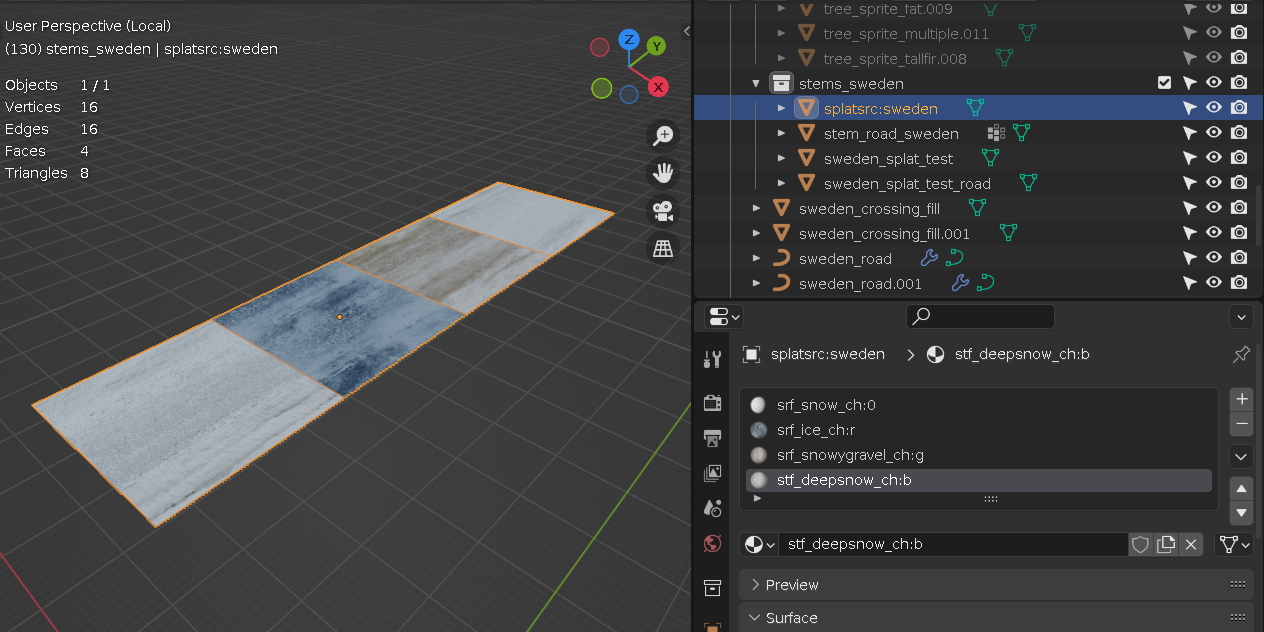 User Perspective (Local)
(130) stems_sweden | splatsrc:sweden
Objects 1 / 1
Vertices 16
Edges 16
Faces 4
Triangles 8
Z
Y
X
tree_sprite_fat.009
tree_sprite_multiple.011
tree_sprite_tallfir.008
stems_sweden
splatsrc:sweden
stem_road_sweden
sweden_splat_test
sweden_splat_test_road
sweden_crossing_fill
sweden_crossing_fill.001
sweden_road
sweden_road.001
splatsrc:sweden > stf_deepsnow_ch:b
srf_snow_ch:0
srf_ice_ch:r
srf_snowygravel_ch:g
stf_deepsnow_ch:b
stf_deepsnow_ch:b
Preview
Surface